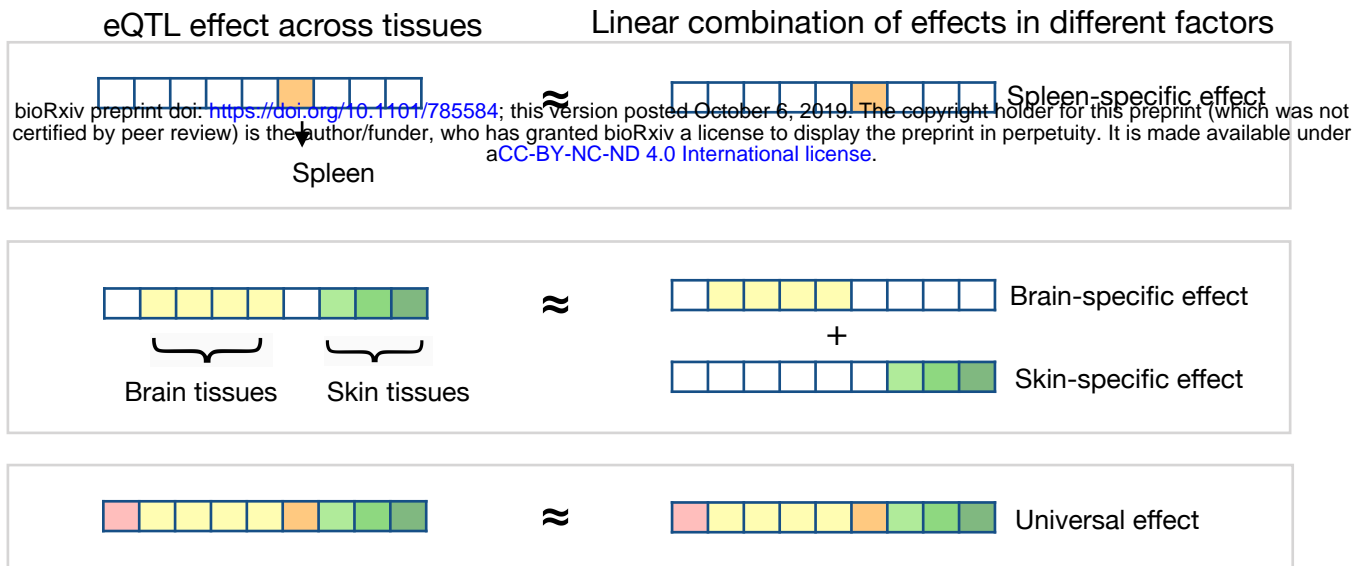 eQTL effect across tissues
Linear combination of effects in different factors
≈
Spleen-specific effect
bioRxiv preprint doi: https://doi.org/10.1101/785584; this version posted October 6, 2019. The copyright holder for this preprint (which was not
certified by peer review) is the author/funder, who has granted bioRxiv a license to display the preprint in perpetuity. It is made available under
aCC-BY-NC-ND 4.0 International license.
Spleen
≈
Brain-specific effect
+
Skin-specific effect
Brain tissues
Skin tissues
≈
Universal effect